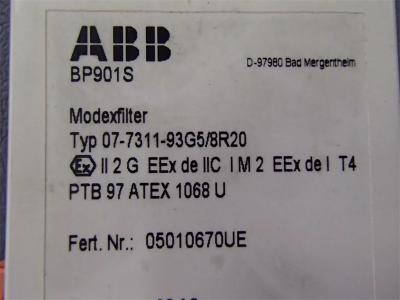 ABB
BP901S
D-97980 Bad Mergentheim
Modexfilter
Typ 07-7311-93G5/8R20
Ex II 2 G EEx de IIC I M 2 EEx de I T4
PTB 97 ATEX 1068 U
Fert. Nr.: 05010670UE